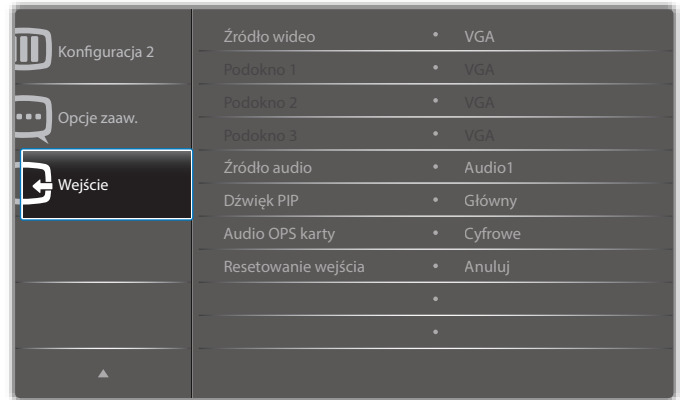 Konfiguracja 2
Opcje zaaw.
Wejście
Źródło wideo • VGA
Podokno 1 • VGA
Podokno 2 • VGA
Podokno 3 • VGA
Źródło audio • Audio1
Dźwięk PIP • Główny
Audio OPS karty • Cyfrowe
Resetowanie wejścia • Anuluj
•
•